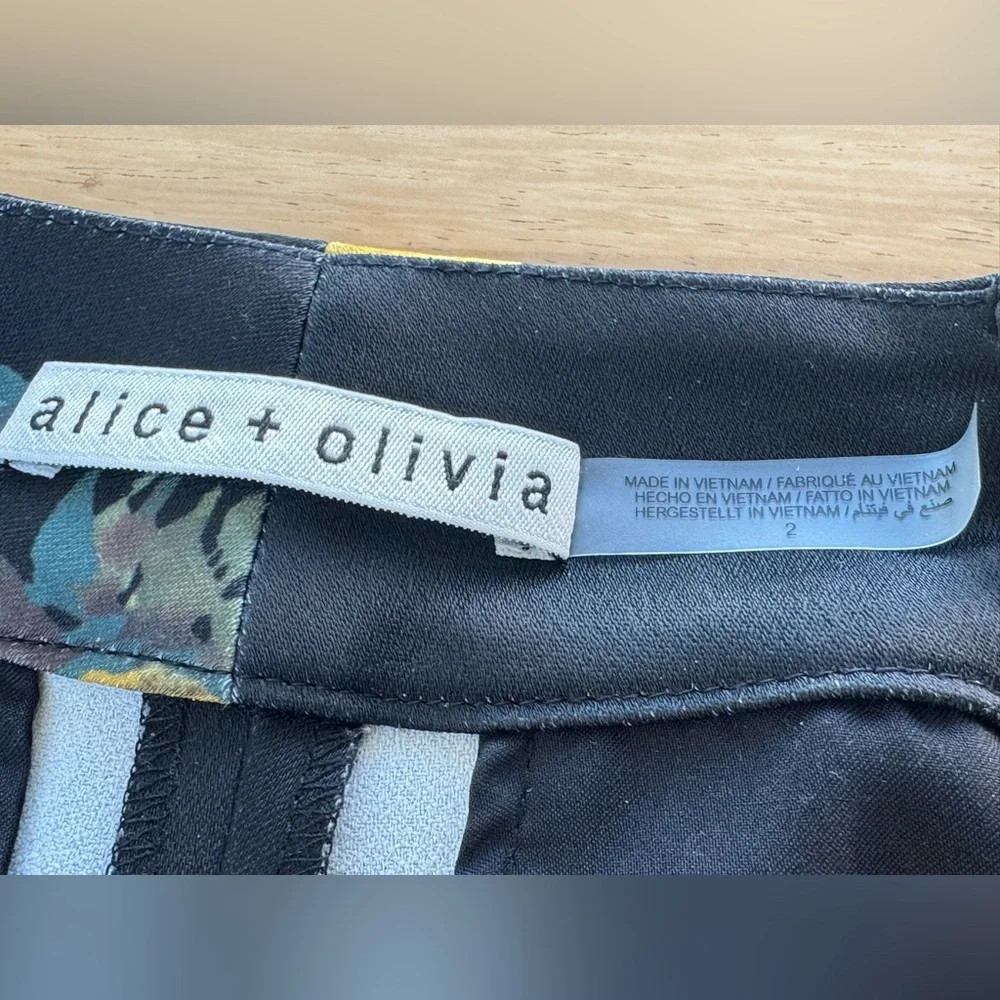 alice + olivia
MADE IN VIETNAM / FABRIQUÉ AU VIETNAM
HECHO EN VIETNAM / FATTO IN VIETNAM
HERGESTELLT IN VIETNAM / صنع في فيتنام
2